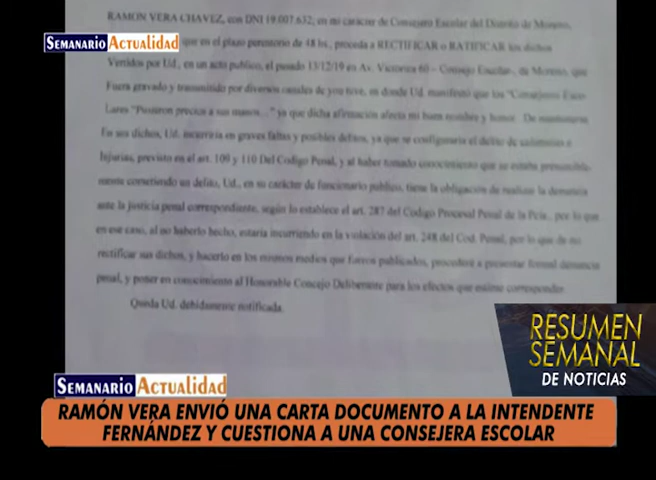 RAMON VERA CHAVEZ, con DNI 19.007.632, en mi carácter de Consejero Escolar del Distrito de Moreno,
SEMANARIO ACTUALIDAD
que en el plazo perentorio de 48 hs., proceda a RECTIFICAR o RATIFICAR los dichos
Vertidos por Ud., en un acto publico, el pasado 13/12/19 en Av. Victorica 60 – Consejo Escolar-, de Moreno, que
Fuera gravado y transmitido por diversos canales de you tuve, en donde Ud. manifestó que los "Consejeros Esco-
Lares "Pusieron precios a sus manos..." ya que dicha afirmación afecta mi buen nombre y honor. De mantenerse
En sus dichos, Ud. incurriría en graves faltas y posibles delitos, ya que se configuraría el delito de calumnias e
Injurias, previsto en el art. 109 y 110 Del Codigo Penal, y al haber tomado conocimiento que se estaba presumible-
mente cometiendo un delito, Ud., en su carácter de funcionario público, tiene la obligación de realizar la denuncia
ante la justicia penal correspondiente, según lo establece el art. 287 del Codigo Procesal Penal de la Pcia., por lo que
en ese caso, al no haberlo hecho, estaría incurriendo en la violación del art. 248 del Cod. Penal, por lo que de no
rectificar sus dichos, y hacerlo en los mismos medios que fueron publicados, procederé a presentar formal denuncia
penal, y poner en conocimiento al Honorable Concejo Deliberante para los efectos que estime corresponder.
Queda Ud. debidamente notificada.
RESUMEN
SEMANAL
DE NOTICIAS
SEMANARIO ACTUALIDAD
RAMÓN VERA ENVIÓ UNA CARTA DOCUMENTO A LA INTENDENTE
FERNÁNDEZ Y CUESTIONA A UNA CONSEJERA ESCOLAR